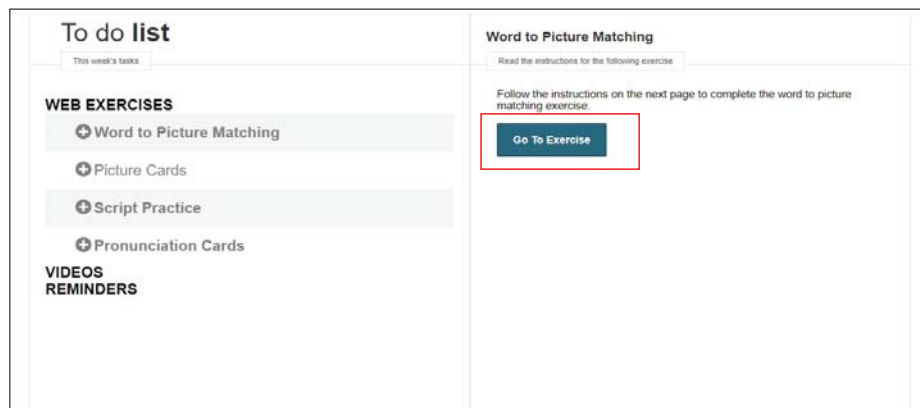 To do list
This week's tasks
WEB EXERCISES
Word to Picture Matching
Picture Cards
Script Practice
Pronunciation Cards
VIDEOS
REMINDERS
Word to Picture Matching
Read the instructions for the following exercise
Follow the instructions on the next page to complete the word to picture
matching exercise.
Go To Exercise